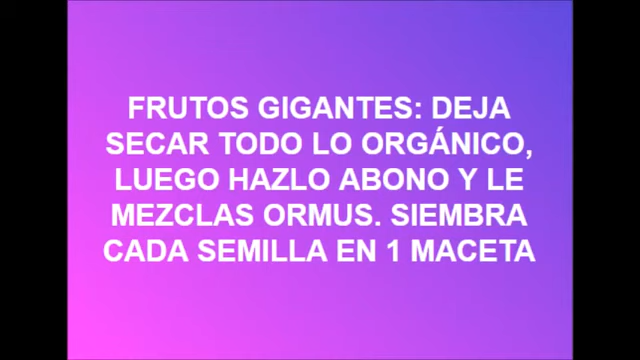 FRUTOS GIGANTES: DEJA
SECAR TODO LO ORGÁNICO,
LUEGO HAZLO ABONO Y LE
MEZCLAS ORMUS. SIEMBRA
CADA SEMILLA EN 1 MACETA